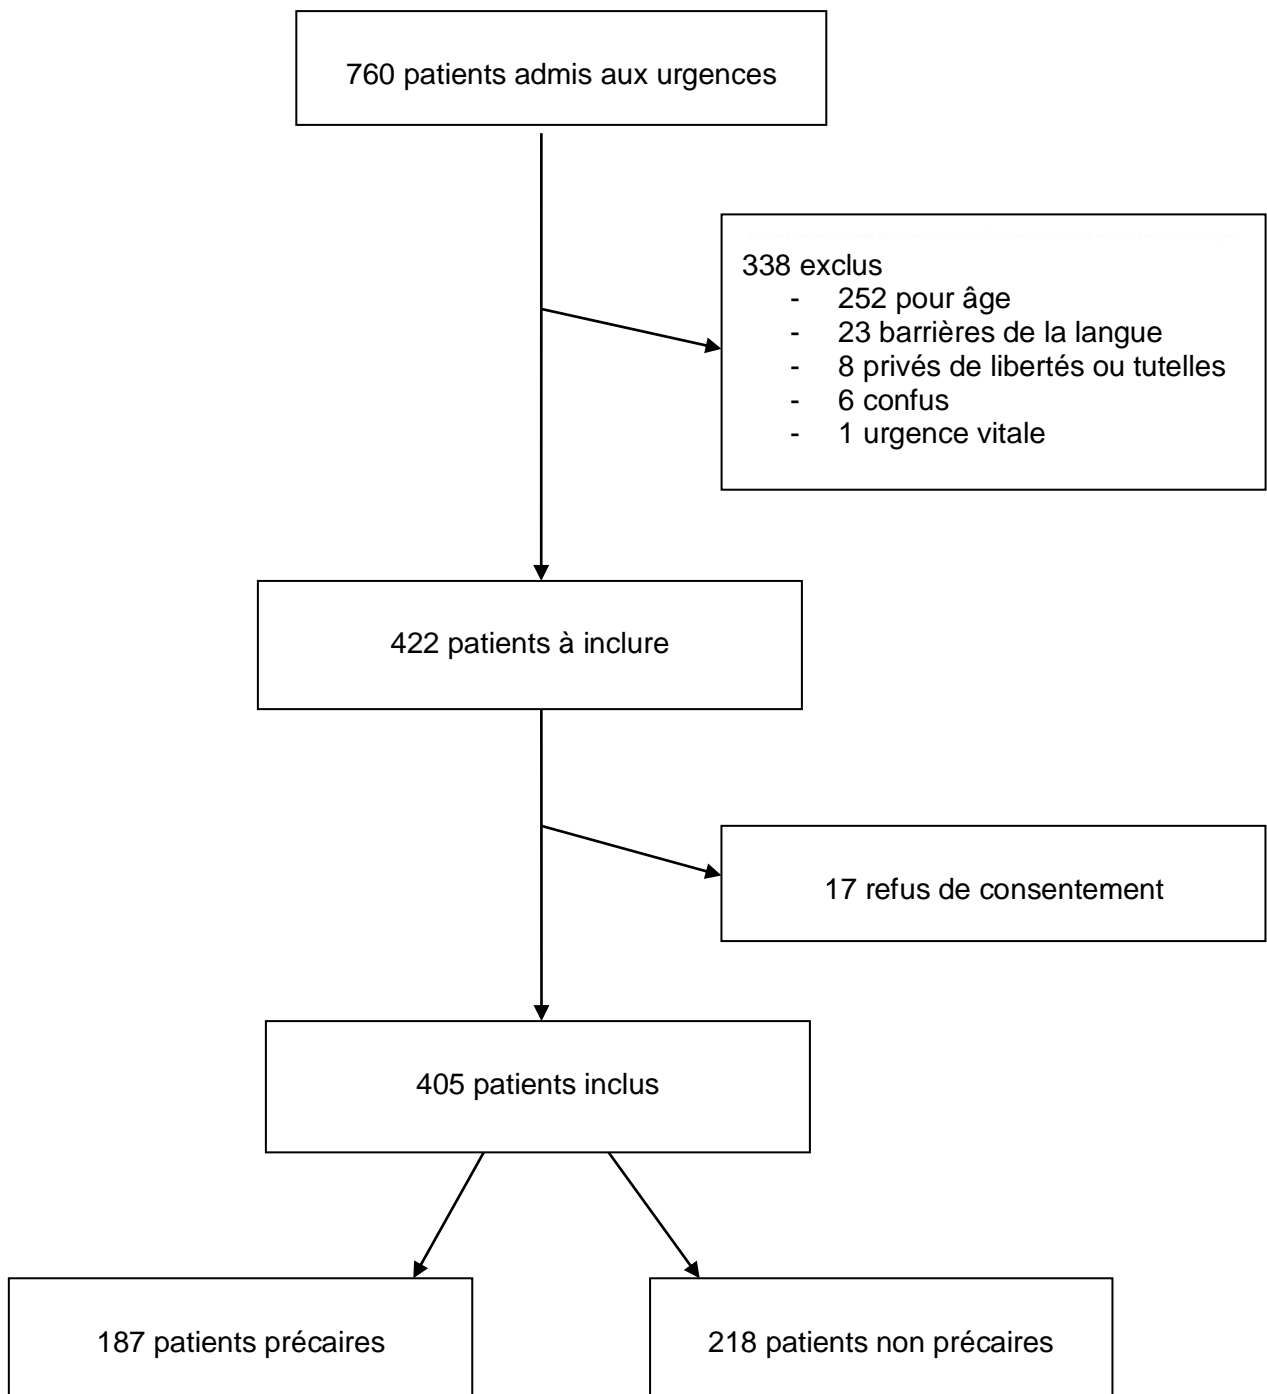 760 patients admis aux urgences
338 exclus
- 252 pour âge
- 23 barrières de la langue
- 8 privés de libertés ou tutelles
- 6 confus
- 1 urgence vitale
422 patients à inclure
17 refus de consentement
405 patients inclus
187 patients précaires
218 patients non précaires